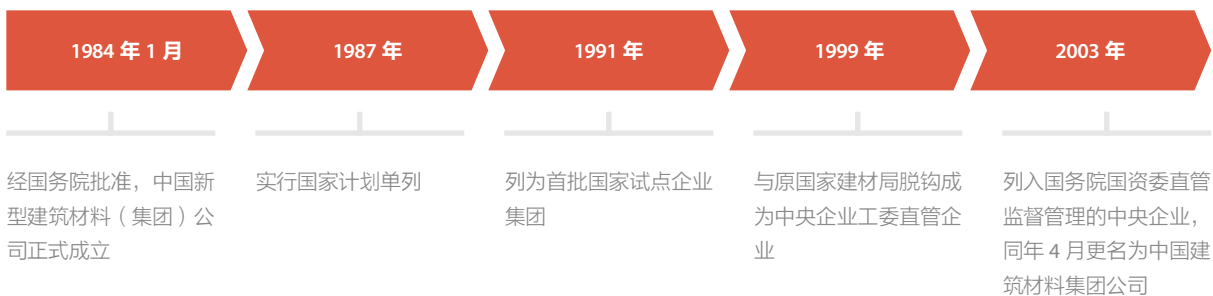 1984 年 1 月
1987 年
1991 年
1999 年
2003 年
经国务院批准，中国新
型建筑材料（集团）公
司正式成立
实行国家计划单列
列为首批国家试点企业
集团
与原国家建材局脱钩成
为中央企业工委直管企
业
列入国务院国资委直管
监督管理的中央企业，
同年 4 月更名为中国建
筑材料集团公司